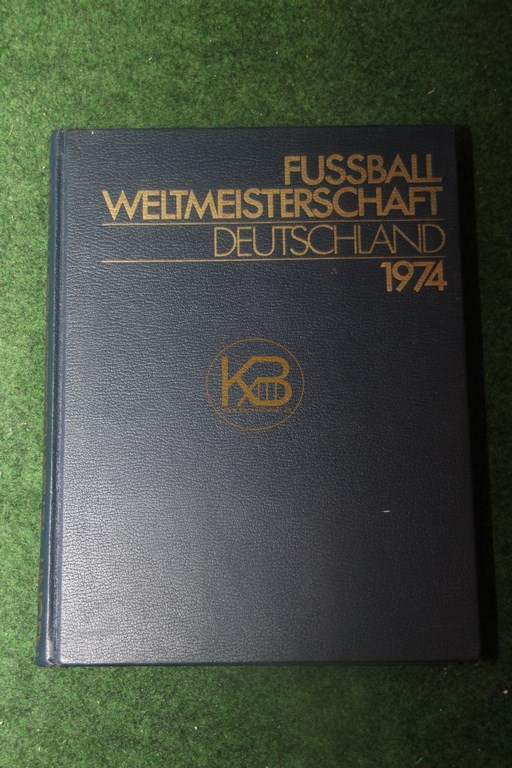 FUSSBALL
WELTMEISTERSCHAFT
DEUTSCHLAND
1974
KB